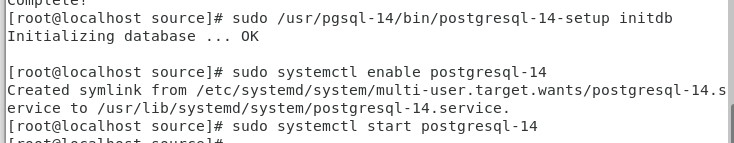 Complete!
[root@localhost source]# sudo /usr/pgsql-14/bin/postgresql-14-setup initdb
Initializing database ... OK
[root@localhost source]# sudo systemctl enable postgresql-14
Created symlink from /etc/systemd/system/multi-user.target.wants/postgresql-14.s
ervice to /usr/lib/systemd/system/postgresql-14.service.
[root@localhost source]# sudo systemctl start postgresql-14
[root@localhost source]#